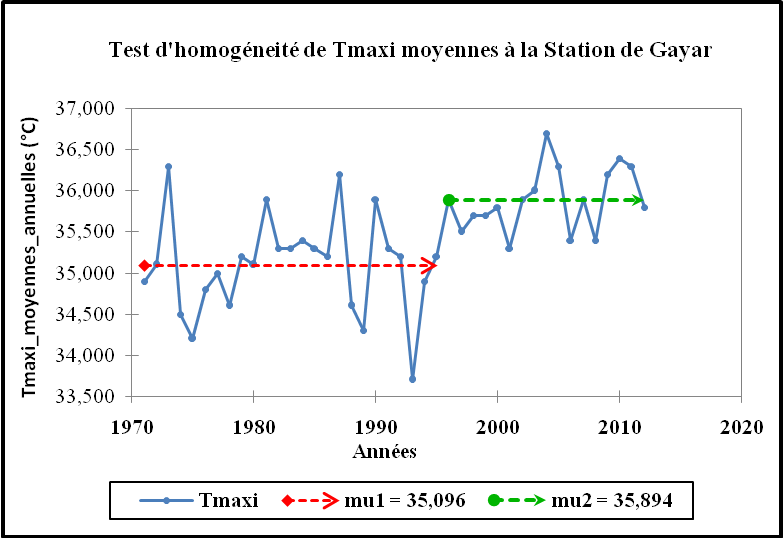 Test d'homogéneité de Tmaxi moyennes à la Station de Gayar
Tmaxi_moyennes_annuelles (°C)
37,000
36,500
36,000
35,500
35,000
34,500
34,000
33,500
1970 1980 1990 2000 2010 2020
Années
Tmaxi mu1 = 35,096 mu2 = 35,894